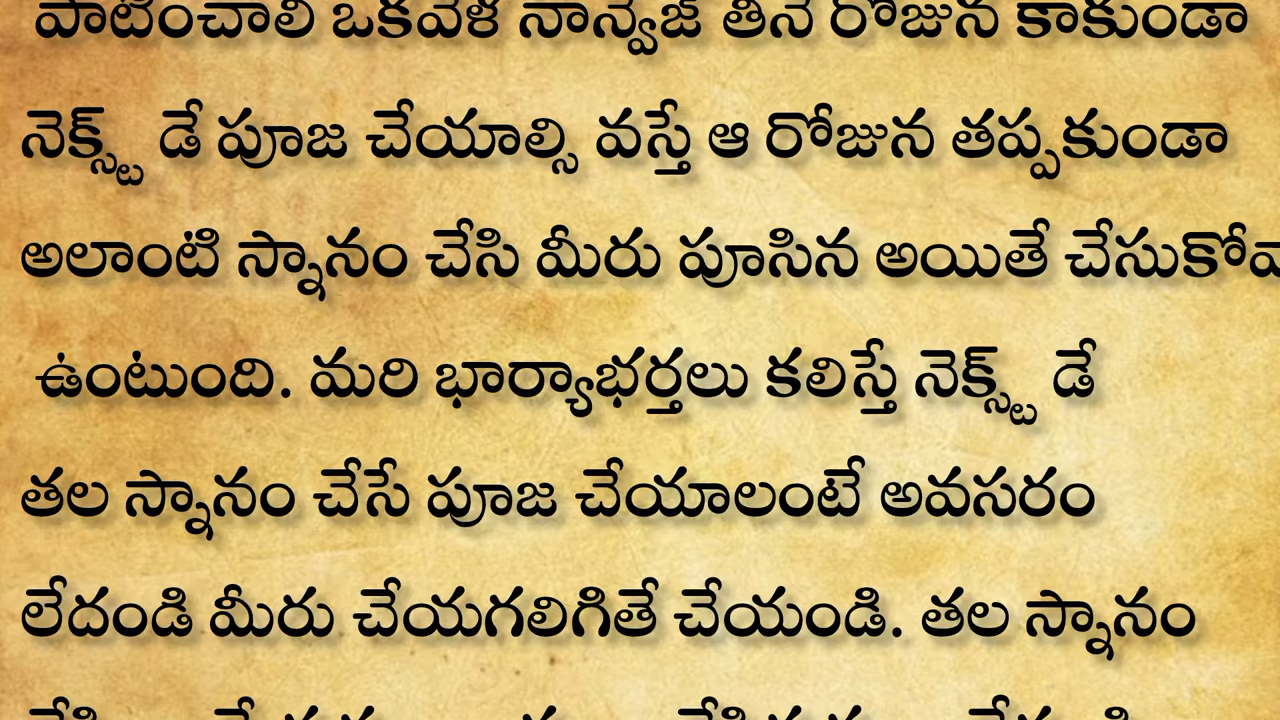 పాటించాలి ఒకవేళ నాన్వెజ్ తినే రోజున కాకుండా
నెక్స్ట్ డే పూజ చేయాల్సి వస్తే ఆ రోజున తప్పకుండా
అలాంటి స్నానం చేసి మీరు పూసిన అయితే చేసుకోవా
ఉంటుంది. మరి భార్యాభర్తలు కలిస్తే నెక్స్ట్ డే
తల స్నానం చేసే పూజ చేయాలంటే అవసరం
లేదండి మీరు చేయగలిగితే చేయండి. తల స్నానం